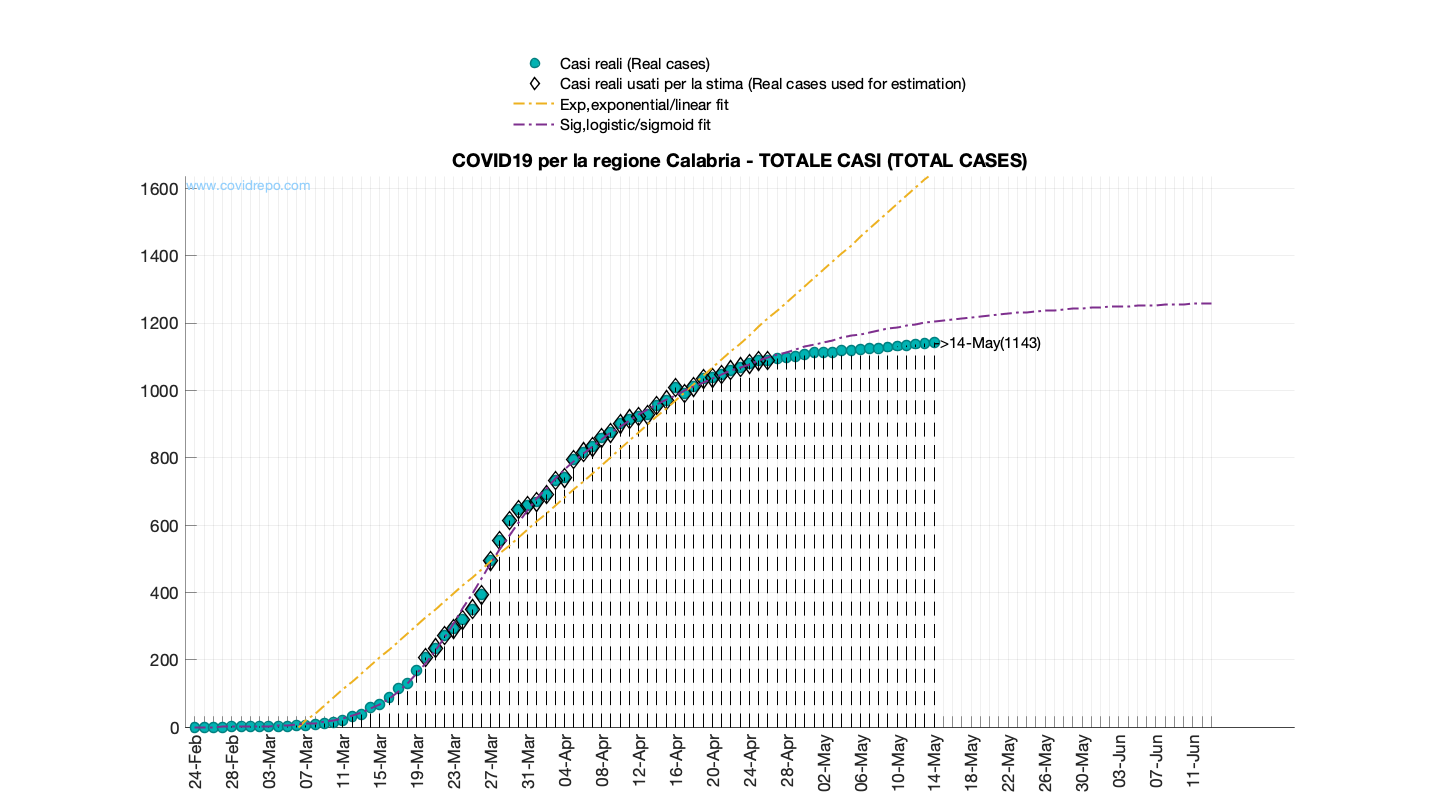 Casi reali (Real cases)
Casi reali usati per la stima (Real cases used for estimation)
Exp,exponential/linear fit
Sig,logistic/sigmoid fit
COVID19 per la regione Calabria - TOTALE CASI (TOTAL CASES)
www.covidrepo.com
1600
1400
1200
1000
800
600
400
200
0
>14-May(1143)
24-Feb
28-Feb
03-Mar
07-Mar
11-Mar
15-Mar
19-Mar
23-Mar
27-Mar
31-Mar
04-Apr
08-Apr
12-Apr
16-Apr
20-Apr
24-Apr
28-Apr
02-May
06-May
10-May
14-May
18-May
22-May
26-May
30-May
03-Jun
07-Jun
11-Jun